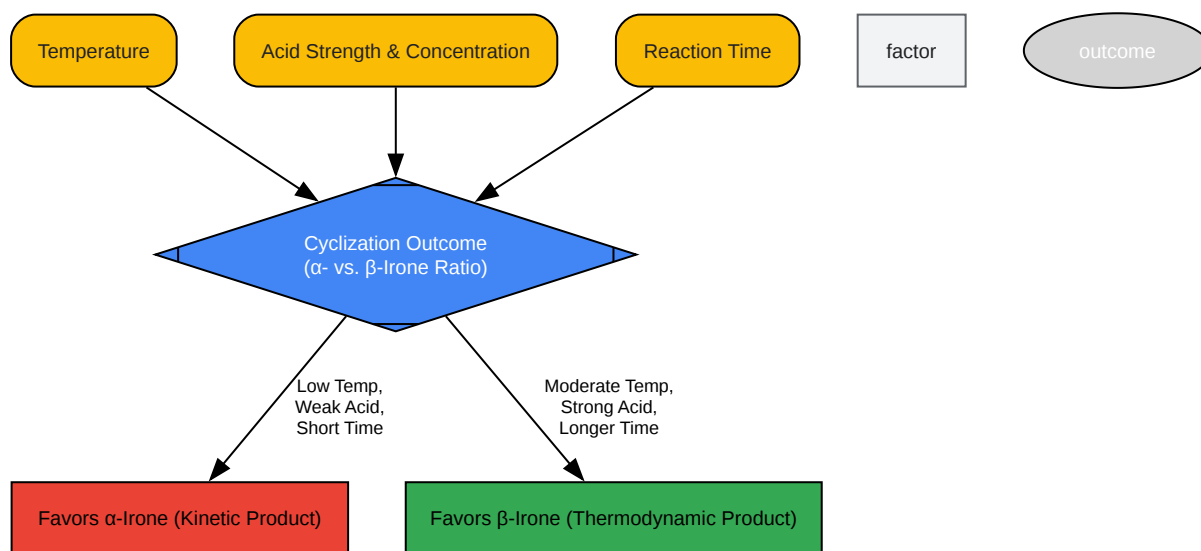 Temperature
Acid Strength & Concentration
Reaction Time
factor
outcome
Cyclization Outcome
(α- vs. β-Irone Ratio)
Low Temp,
Weak Acid,
Short Time
Moderate Temp,
Strong Acid,
Longer Time
Favors α-Irone (Kinetic Product)
Favors β-Irone (Thermodynamic Product)